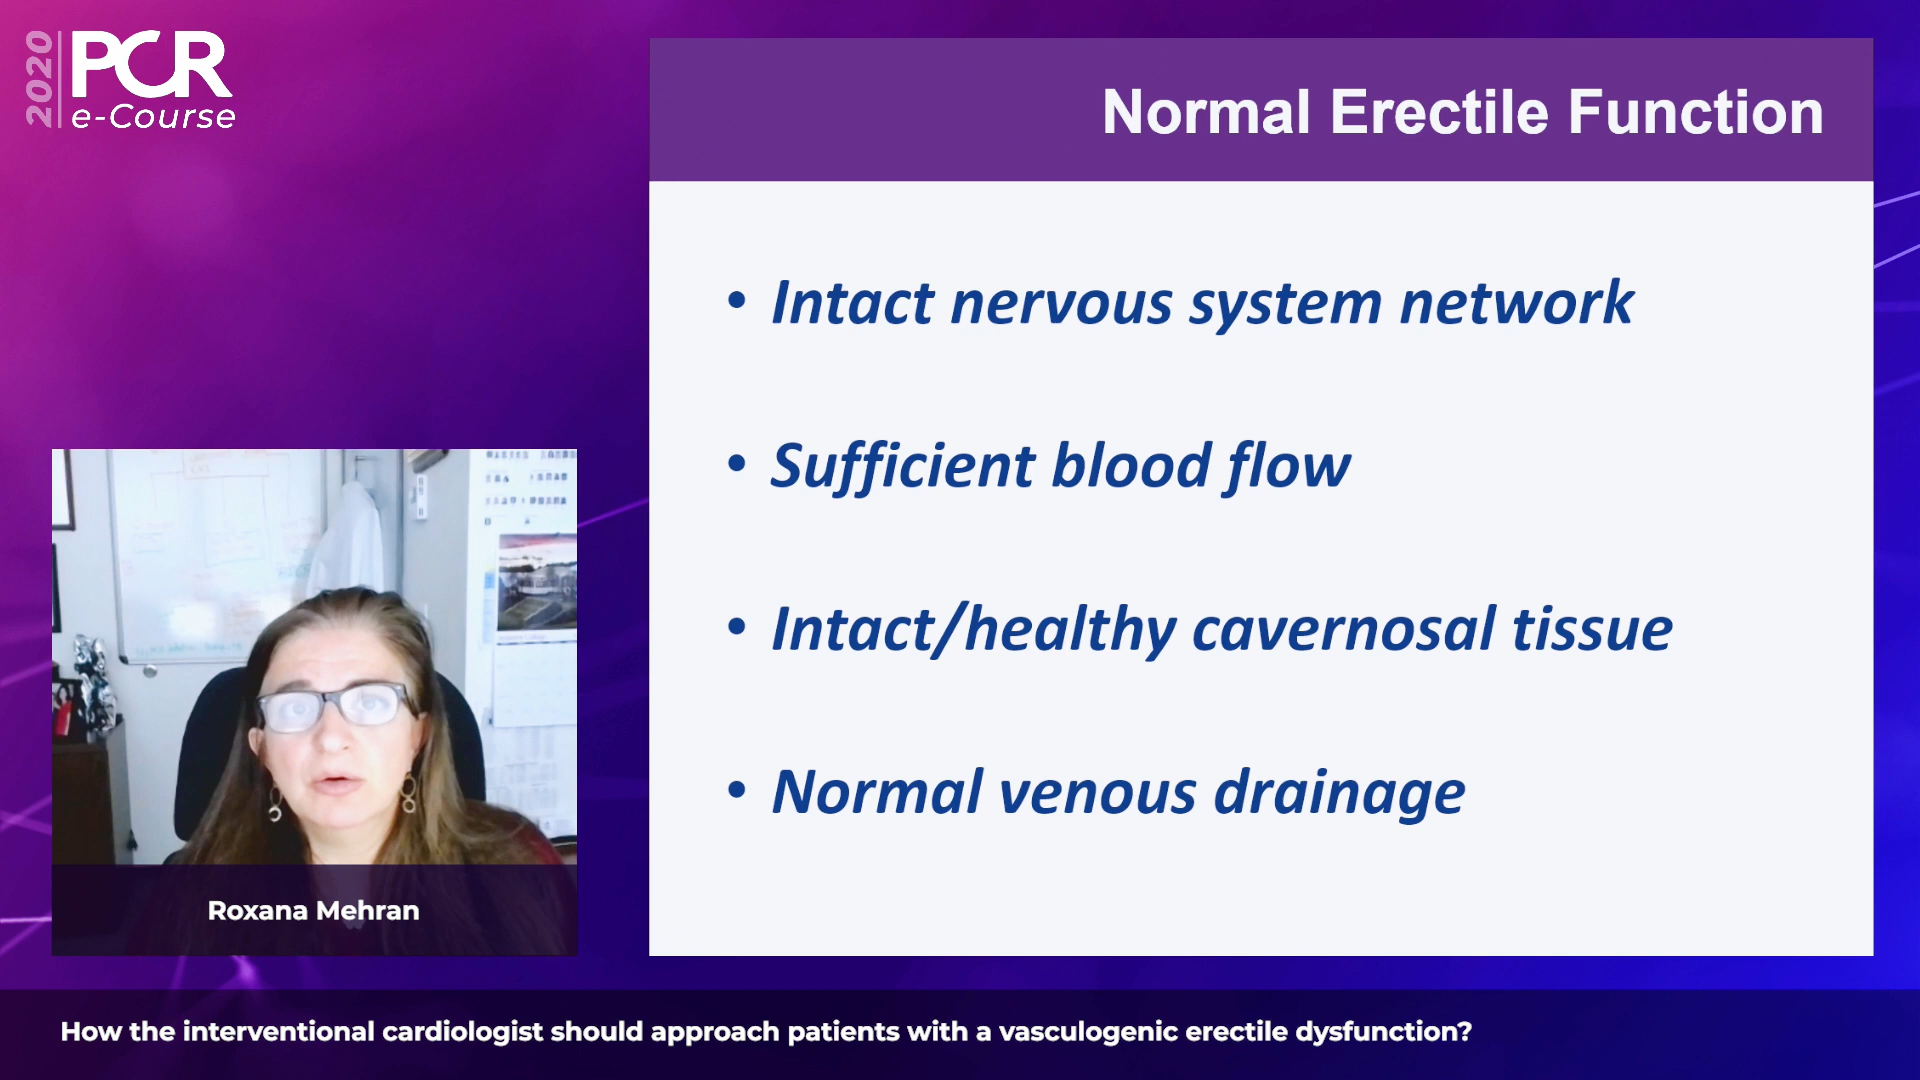 2020
PCR
e-Course
Normal Erectile Function
• Intact nervous system network
• Sufficient blood flow
• Intact/healthy cavernosal tissue
• Normal venous drainage
Roxana Mehran
How the interventional cardiologist should approach patients with a vasculogenic erectile dysfunction?